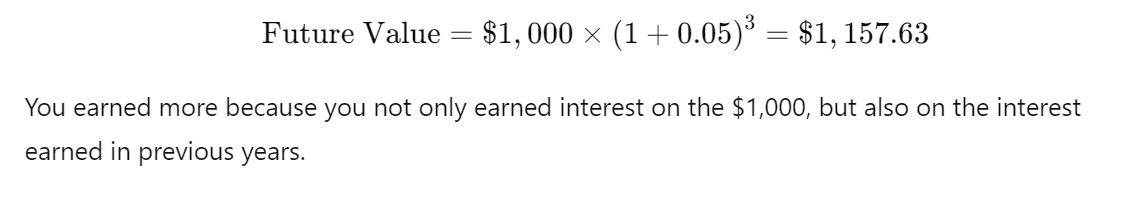 Future Value = $1,000 × (1 + 0.05)³ = $1,157.63
You earned more because you not only earned interest on the $1,000, but also on the interest
earned in previous years.